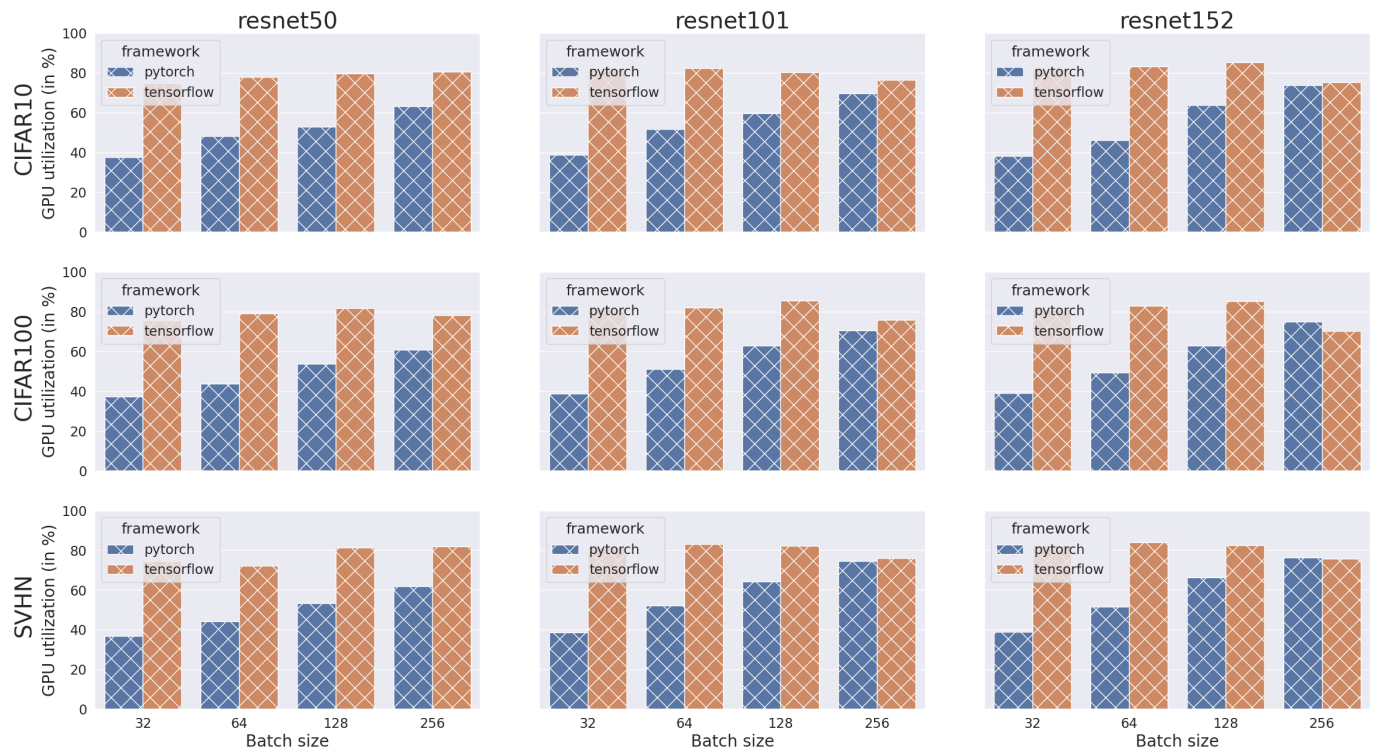 resnet50
resnet101
resnet152
CIFAR10
GPU utilization (in %)
100
80
60
40
20
0
framework
pytorch
tensorflow
framework
pytorch
tensorflow
framework
pytorch
tensorflow
CIFAR100
GPU utilization (in %)
100
80
60
40
20
0
framework
pytorch
tensorflow
framework
pytorch
tensorflow
framework
pytorch
tensorflow
SVHN
GPU utilization (in %)
100
80
60
40
20
0
framework
pytorch
tensorflow
framework
pytorch
tensorflow
framework
pytorch
tensorflow
32 64 128 256
Batch size
32 64 128 256
Batch size
32 64 128 256
Batch size